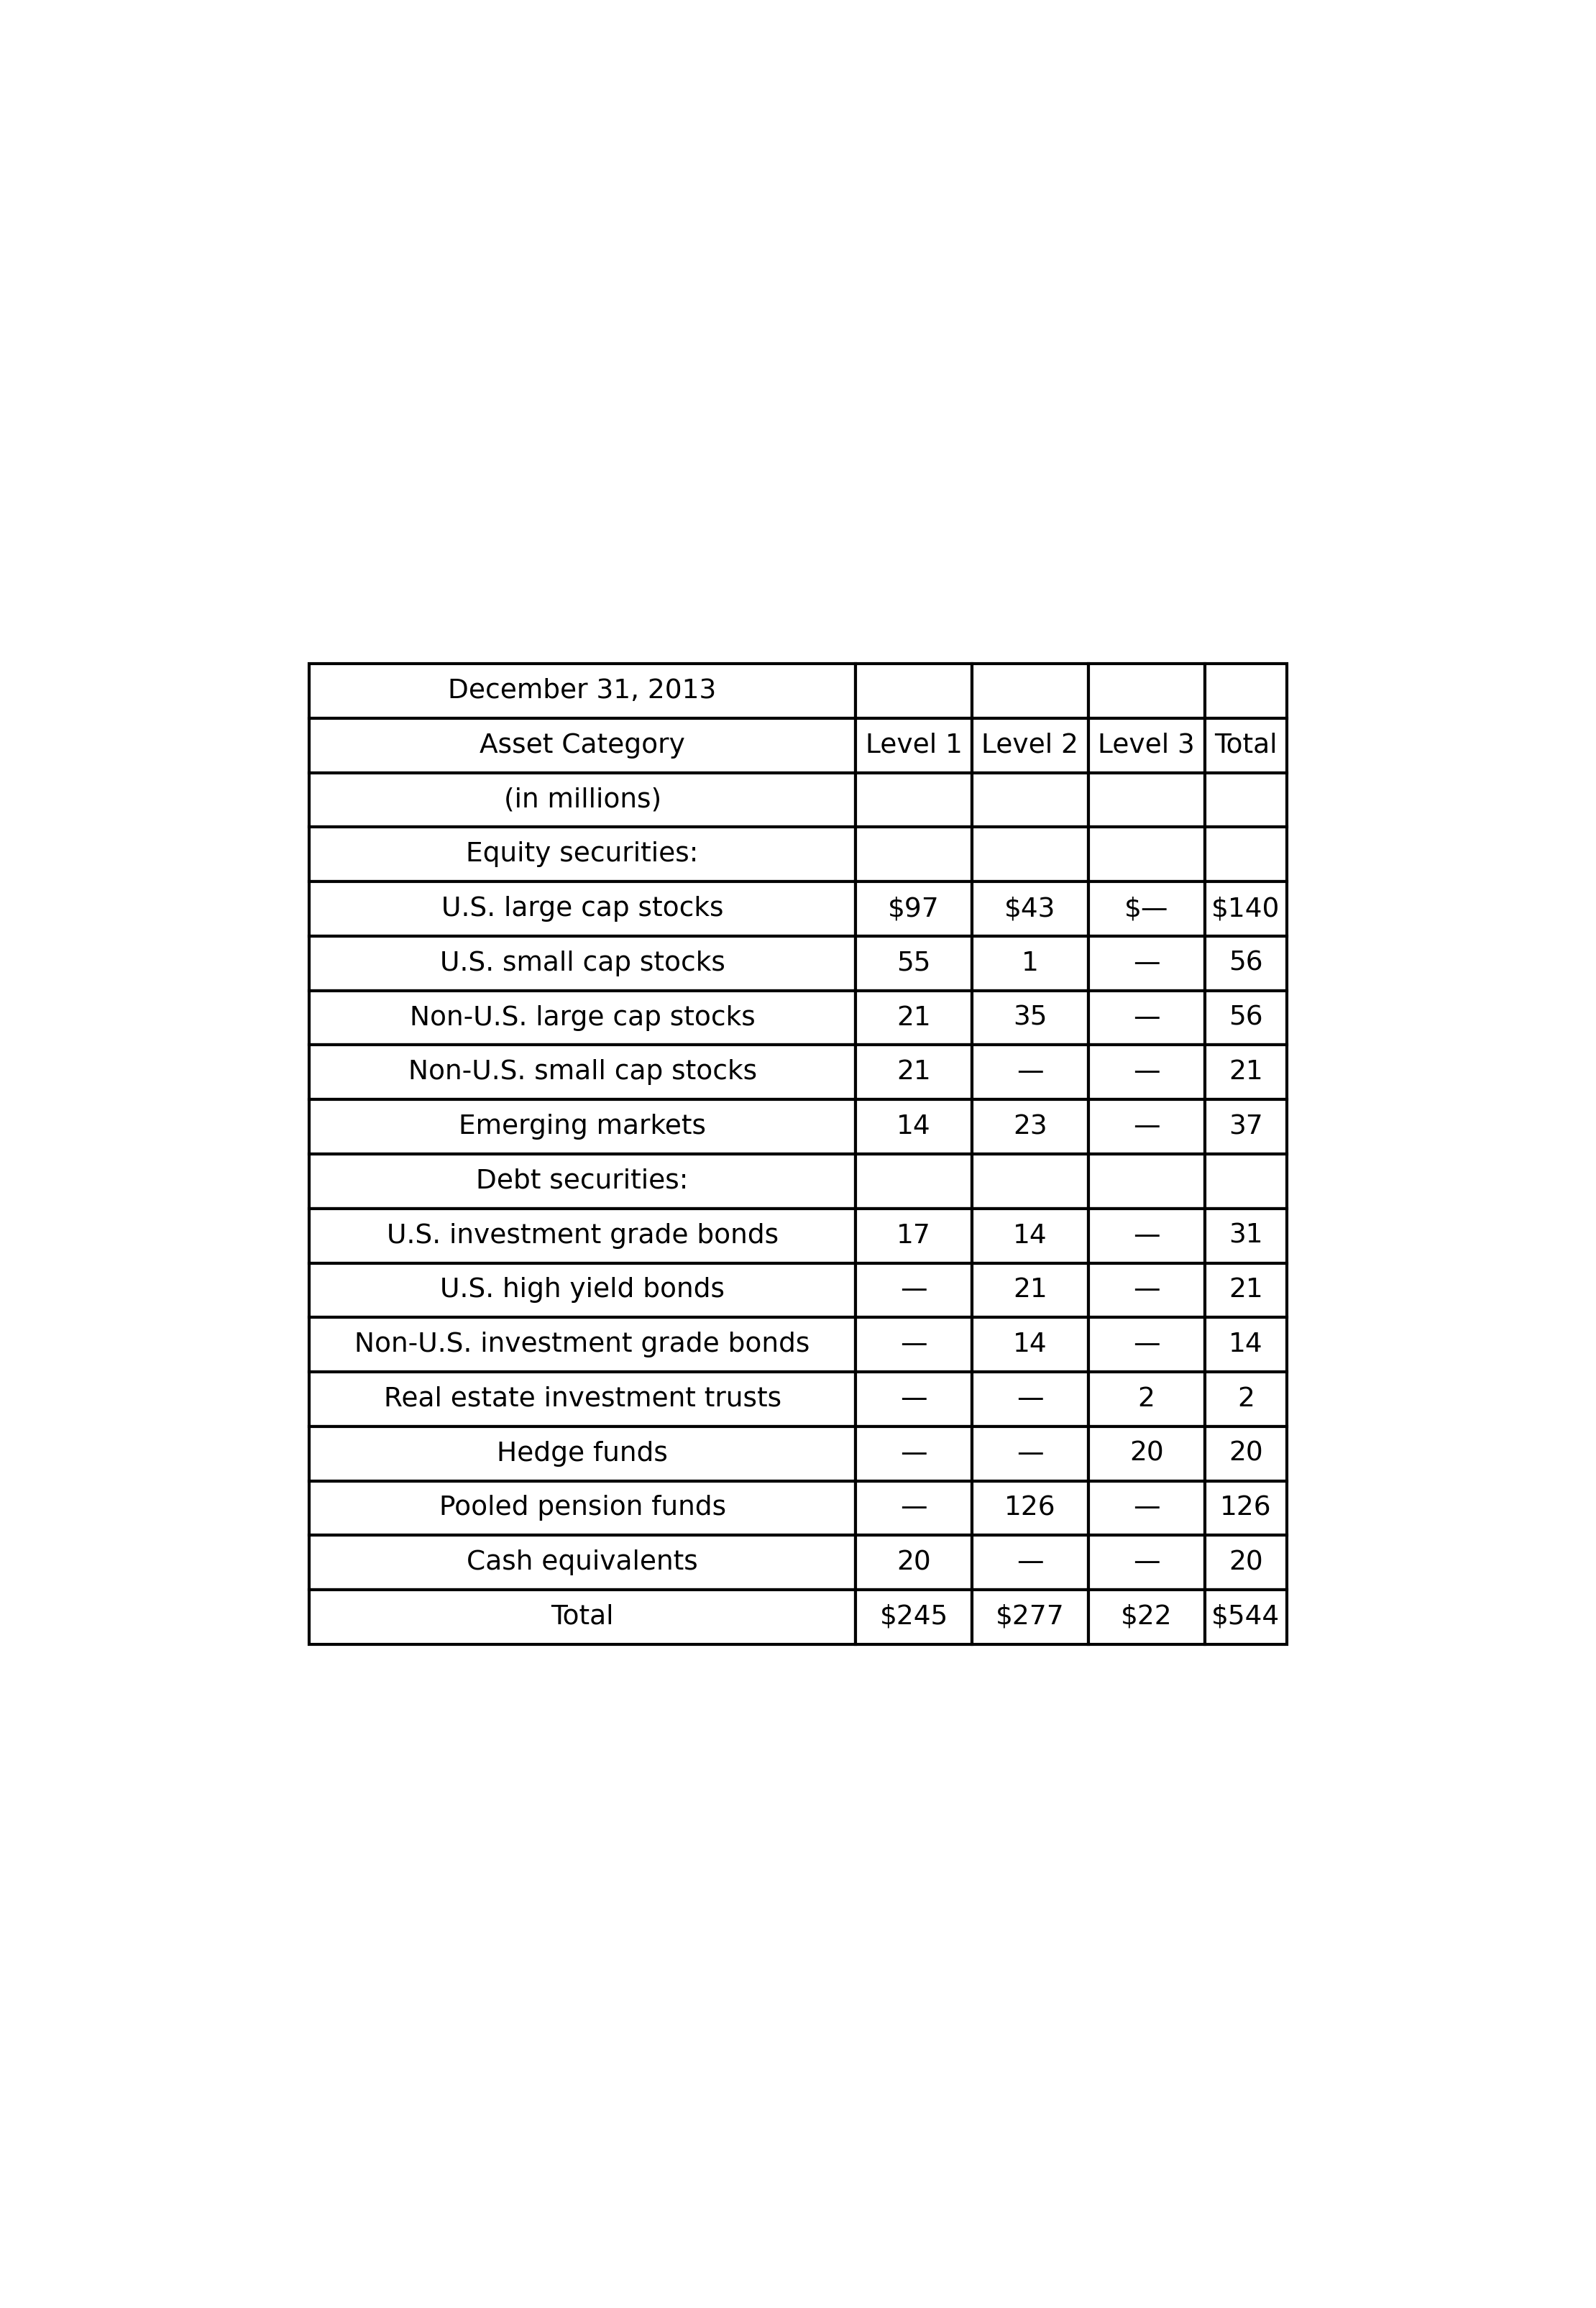 December 31, 2013
Asset Category Level 1 Level 2 Level 3 Total
(in millions)
Equity securities:
U.S. large cap stocks $97 $43 $— $140
U.S. small cap stocks 55 1 — 56
Non-U.S. large cap stocks 21 35 — 56
Non-U.S. small cap stocks 21 — — 21
Emerging markets 14 23 — 37
Debt securities:
U.S. investment grade bonds 17 14 — 31
U.S. high yield bonds — 21 — 21
Non-U.S. investment grade bonds — 14 — 14
Real estate investment trusts — — 2 2
Hedge funds — — 20 20
Pooled pension funds — 126 — 126
Cash equivalents 20 — — 20
Total $245 $277 $22 $544